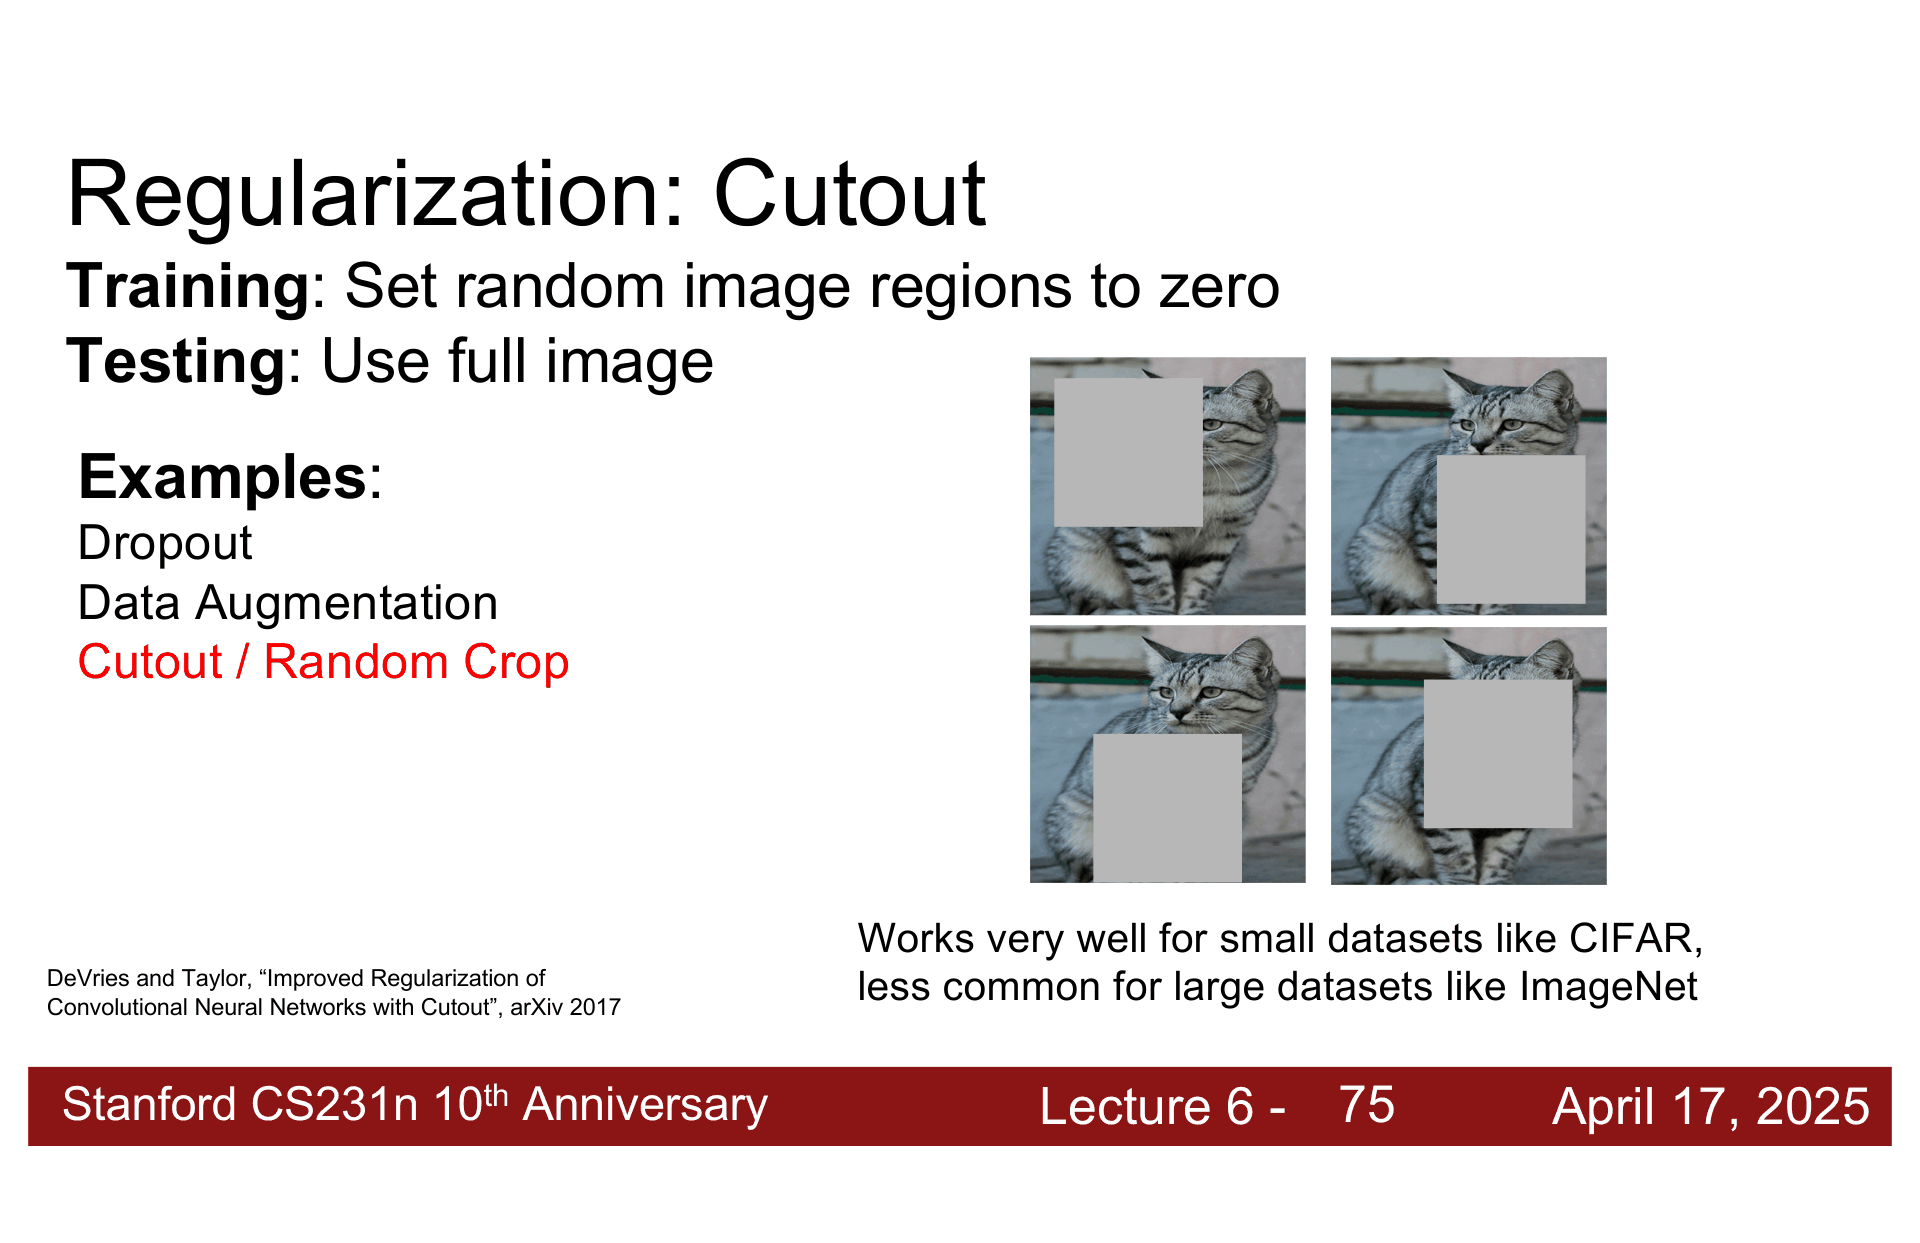 Regularization: Cutout
Training: Set random image regions to zero
Testing: Use full image
Examples:
Dropout
Data Augmentation
Cutout / Random Crop
Works very well for small datasets like CIFAR,
less common for large datasets like ImageNet
DeVries and Taylor, “Improved Regularization of
Convolutional Neural Networks with Cutout”, arXiv 2017
Stanford CS231n 10th Anniversary
Lecture 6 - 75
April 17, 2025